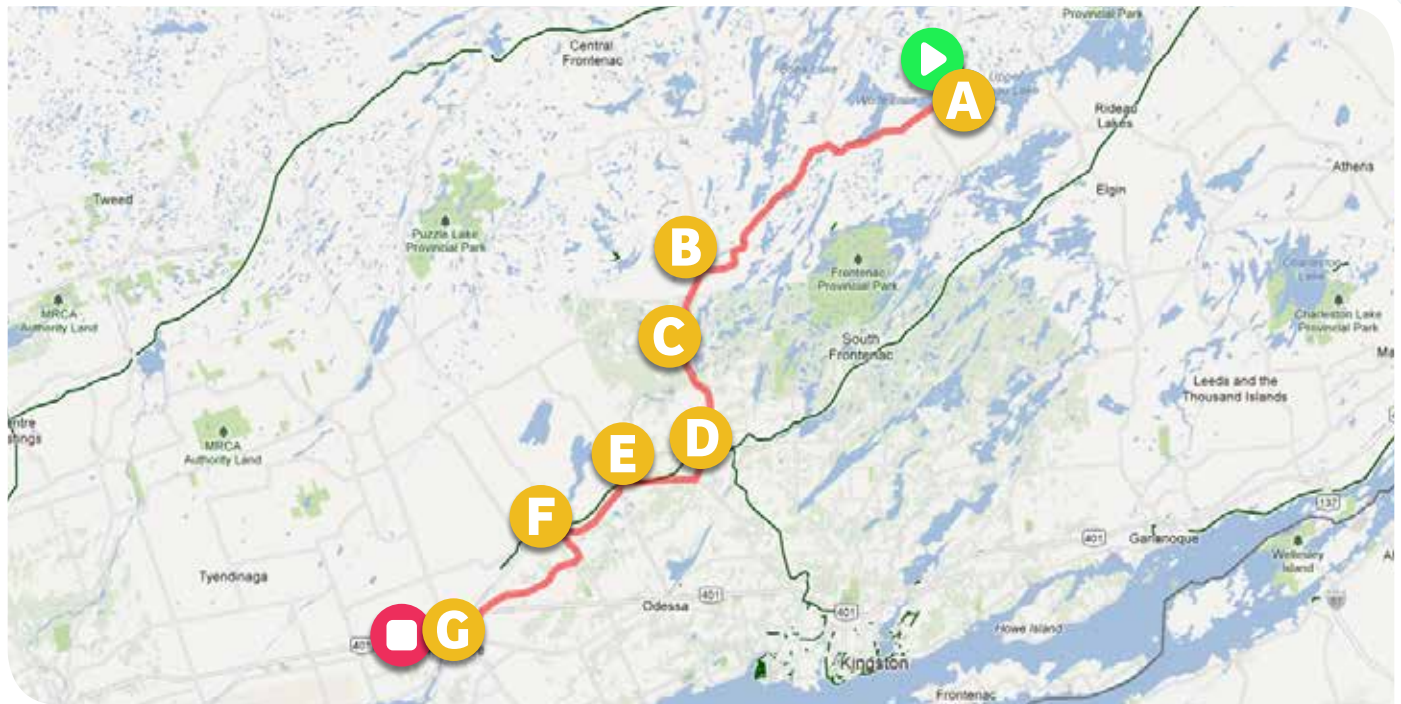 Provincial Park
Central
Frontenac
A
Upper
Rideau
Lakes
Athens
Tweed
Elgin
Puzzle Lake
Provincial Park
B
Frontenac
Provincial Park
Charleston
Lake
MRCA
Authority Land
Charleston Lake
Provincial Park
C
South
Frontenac
Leeds and the
Thousand Islands
MRCA
Authority Land
D
E
F
137
401
Gananoque
Wellesley
Island
Tyendinaga
Odessa
401
401
G
401
Howe Island
Kingston
Frontenac